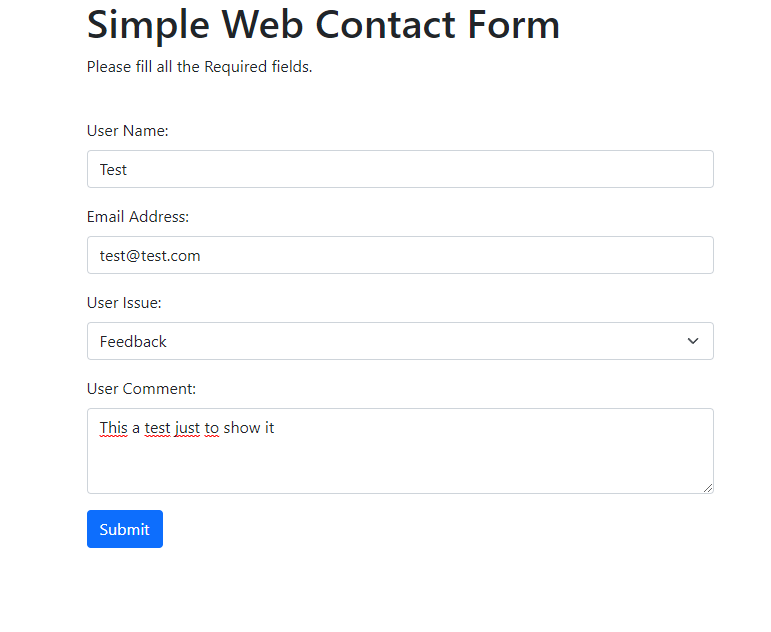 Simple Web Contact Form
Please fill all the Required fields.
User Name:
Test
Email Address:
test@test.com
User Issue:
Feedback
User Comment:
This a test just to show it
Submit